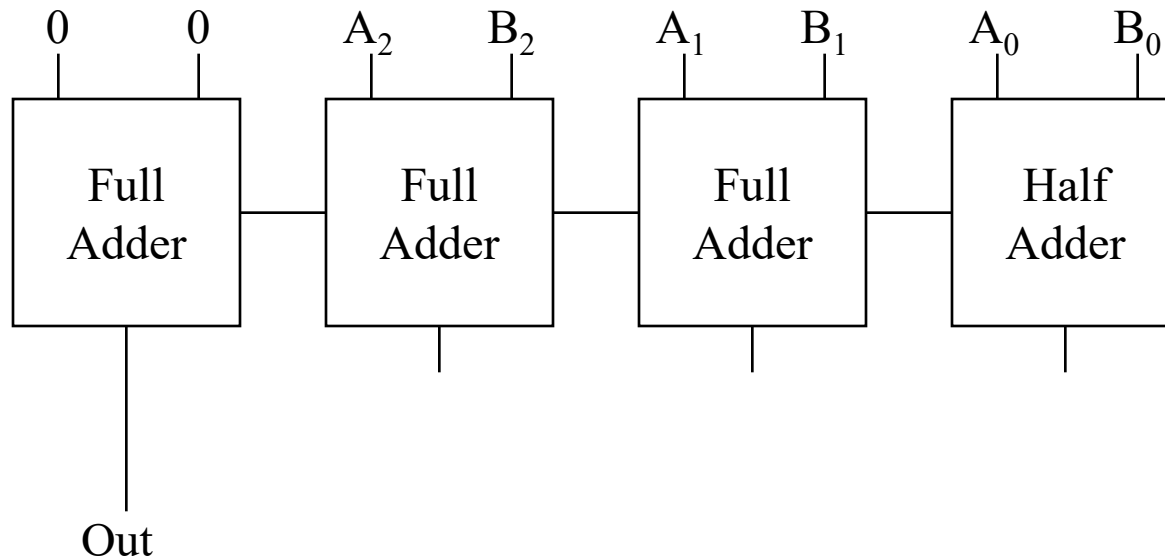 0 0 A₂ B₂ A₁ B₁ A₀ B₀
Full Full Full Half
Adder Adder Adder Adder
Out